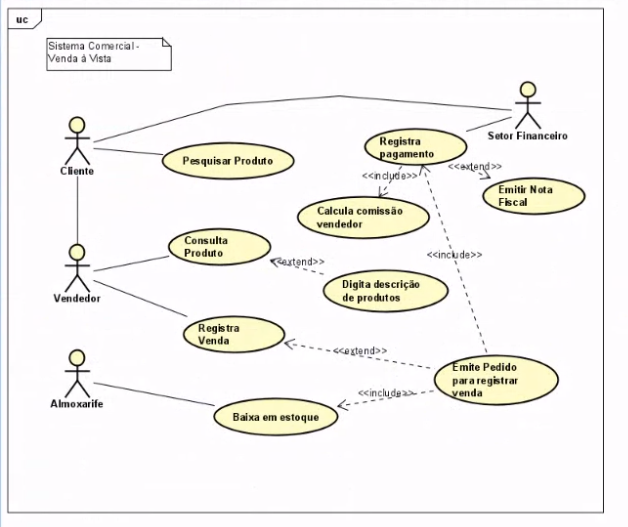 uc
Sistema Comercial -
Venda à Vista
Setor Financeiro
Registra
pagamento
Cliente
Pesquisar Produto
<<extend>>
<<include>>
Emitir Nota
Fiscal
Calcula comissão
vendedor
Consulta
Produto
<<extend>>
<<include>>
Vendedor
Digita descrição
de produtos
Registra
Venda
<<extend>>
Emite Pedido
para registrar
venda
Almoxarife
<<include>>
Baixa em estoque